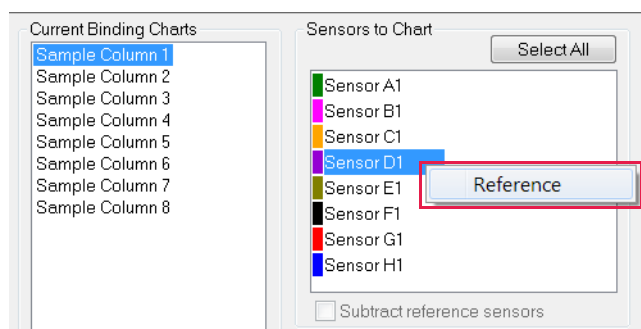 Current Binding Charts
Sample Column 1
Sample Column 2
Sample Column 3
Sample Column 4
Sample Column 5
Sample Column 6
Sample Column 7
Sample Column 8
Sensors to Chart
Select All
Sensor A1
Sensor B1
Sensor C1
Sensor D1
Reference
Sensor E1
Sensor F1
Sensor G1
Sensor H1
Subtract reference sensors